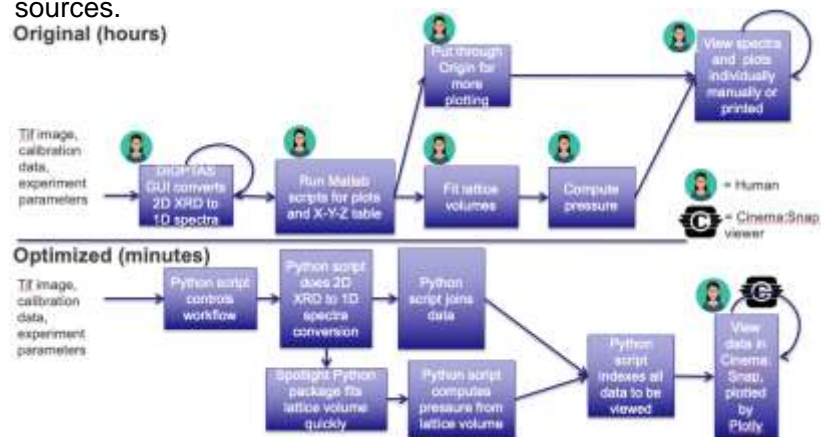 sources.
Original (hours)
Put through
Origin for
more
plotting
View spectra
and plots
individually
manually or
printed
Tif image,
calibration
data,
experiment
parameters
DIOPTAS
GUI converts
2D XRD to
1D spectra
Run Matlab
scripts for plots
and X-Y-Z table
Fit lattice
volumes
Compute
pressure
= Human
= Cinema:Snap
viewer
Optimized (minutes)
Tif image,
calibration
data,
experiment
parameters
Python script
controls
workflow
Python script
does 2D
XRD to 1D
spectra
conversion
Python
script joins
data
Spotlight Python
package fits
lattice volume
quickly
Python script
computes
pressure from
lattice volume
Python
script
indexes all
data to be
viewed
View
data in
Cinema:
Snap,
plotted
by
Plotly